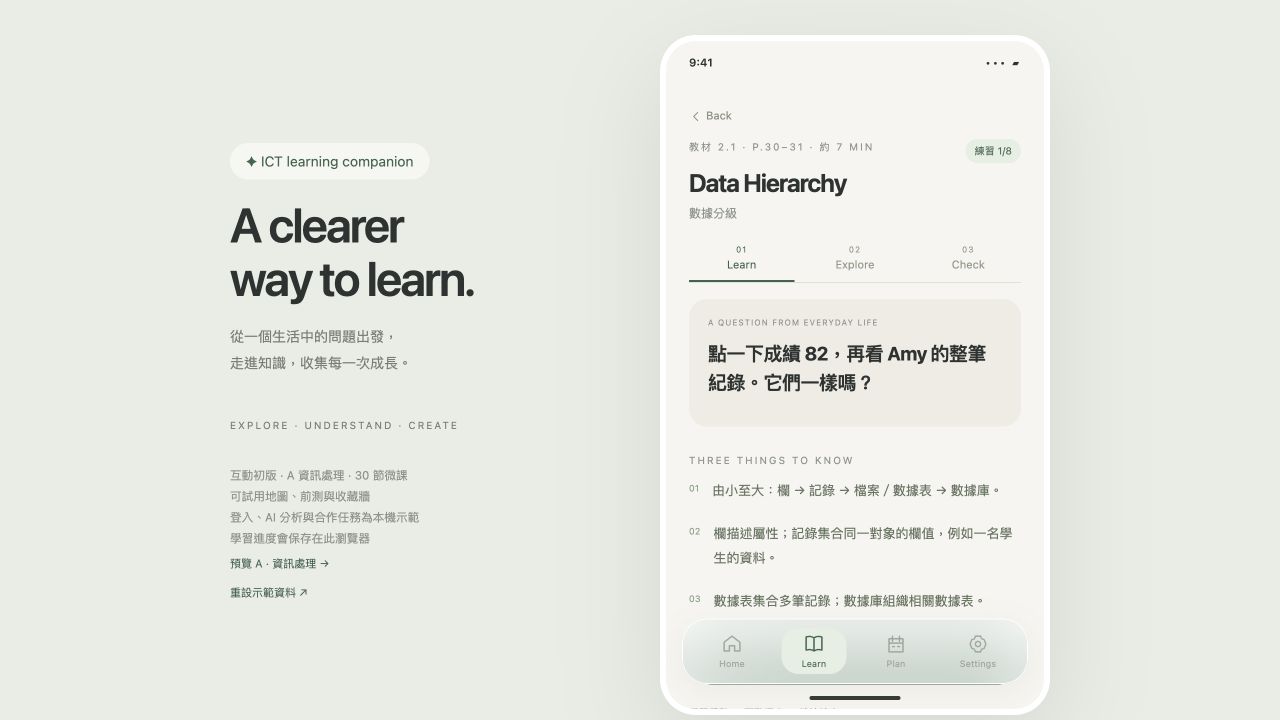 ✦ ICT learning companion
A clearer
way to learn.
從一個生活中的問題出發，
走進知識，收集每一次成長。
EXPLORE · UNDERSTAND · CREATE
互動初版 · A 資訊處理 · 30 節微課
可試用地圖、前測與收藏牆
登入、AI 分析與合作任務為本機示範
學習進度會保存在此瀏覽器
預覽 A · 資訊處理 →
重設示範資料 ↗
9:41
Back
教材 2.1 · P.30–31 · 約 7 MIN
練習 1/8
Data Hierarchy
數據分級
01
Learn
02
Explore
03
Check
A QUESTION FROM EVERYDAY LIFE
點一下成績 82，再看 Amy 的整筆
紀錄。它們一樣嗎？
THREE THINGS TO KNOW
01 由小至大：欄 → 記錄 → 檔案 / 數據表 → 數據庫。
02 欄描述屬性；記錄集合同一對象的欄值，例如一名學
生的資料。
03 數據表集合多筆記錄；數據庫組織相關數據表。
Home
Learn
Plan
Settings